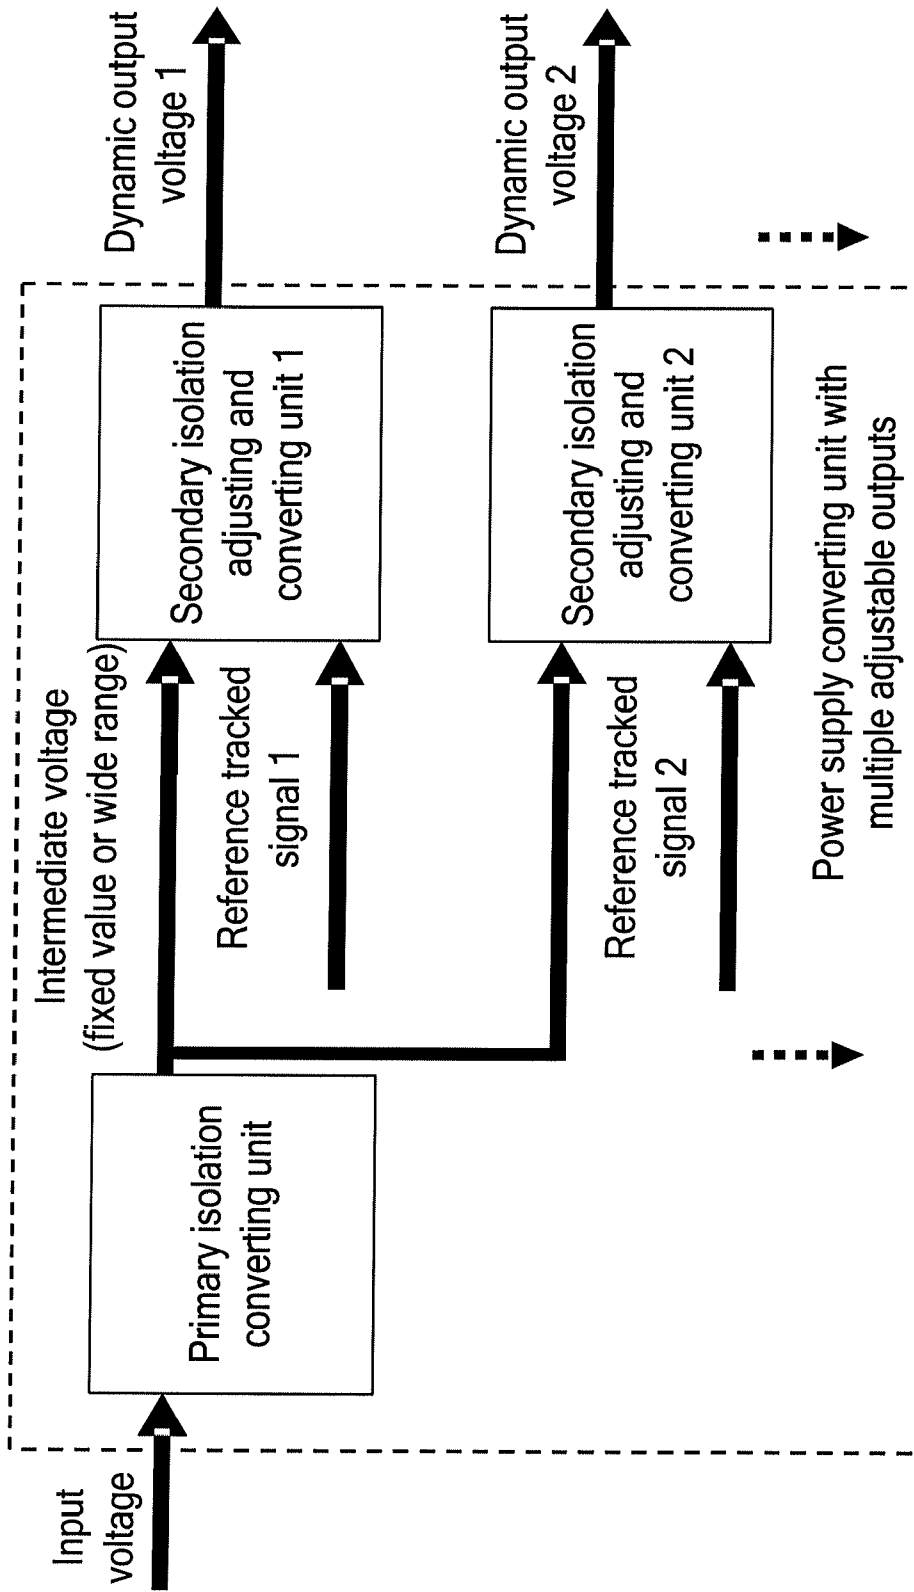 Input
voltage
Primary isolation
converting unit
Intermediate voltage
(fixed value or wide range)
Reference tracked
signal 1
Secondary isolation
adjusting and
converting unit 1
Dynamic output
voltage 1
Reference tracked
signal 2
Secondary isolation
adjusting and
converting unit 2
Dynamic output
voltage 2
Power supply converting unit with
multiple adjustable outputs